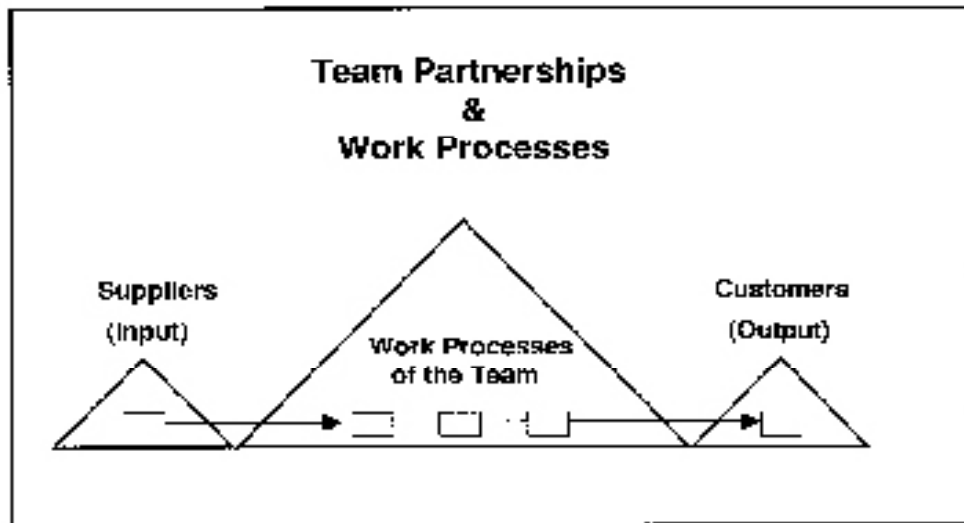 Team Partnerships
&
Work Processes
Suppliers
(Input)
Customers
(Output)
Work Processes
of the Team